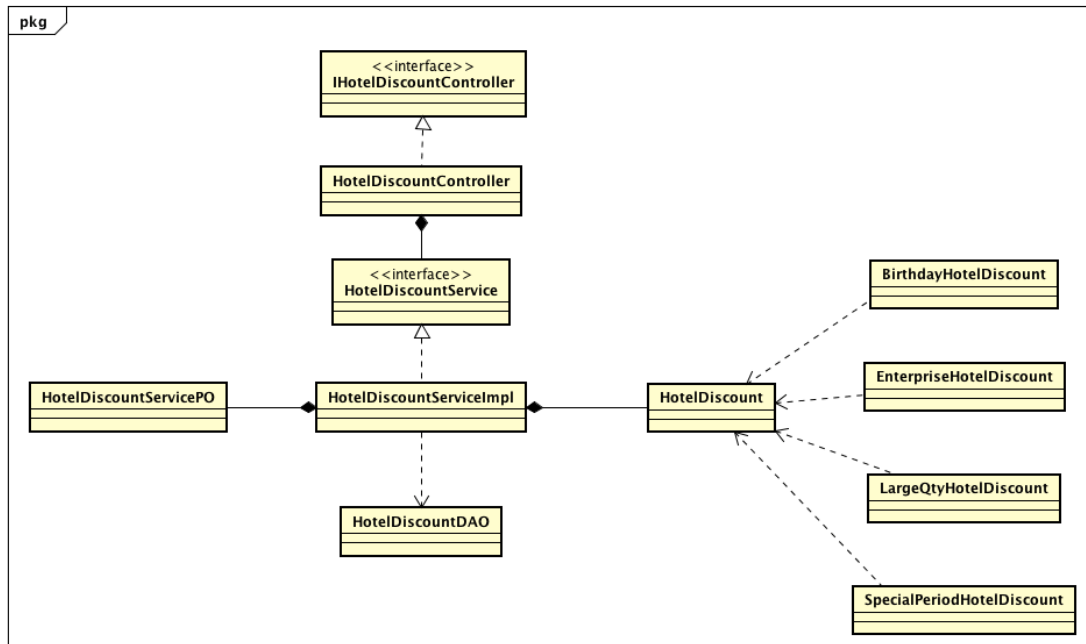 pkg
<<interface>>
IHotelDiscountController
HotelDiscountController
<<interface>>
HotelDiscountService
BirthdayHotelDiscount
EnterpriseHotelDiscount
HotelDiscountServicePO
HotelDiscountServiceImpl
HotelDiscount
LargeQtyHotelDiscount
HotelDiscountDAO
SpecialPeriodHotelDiscount